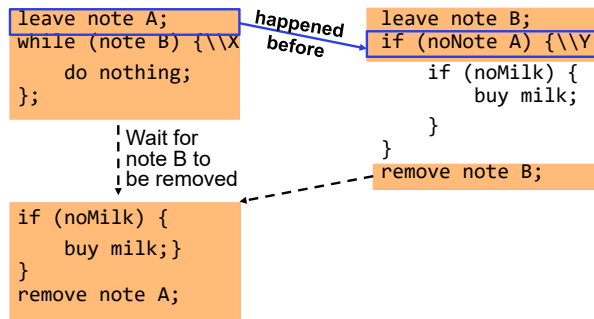 leave note A;
while (note B) {\\X
do nothing;
};
happened
before
leave note B;
if (noNote A) {\\Y
if (noMilk) {
buy milk;
}
}
remove note B;
Wait for
note B to
be removed
if (noMilk) {
buy milk;}
}
remove note A;